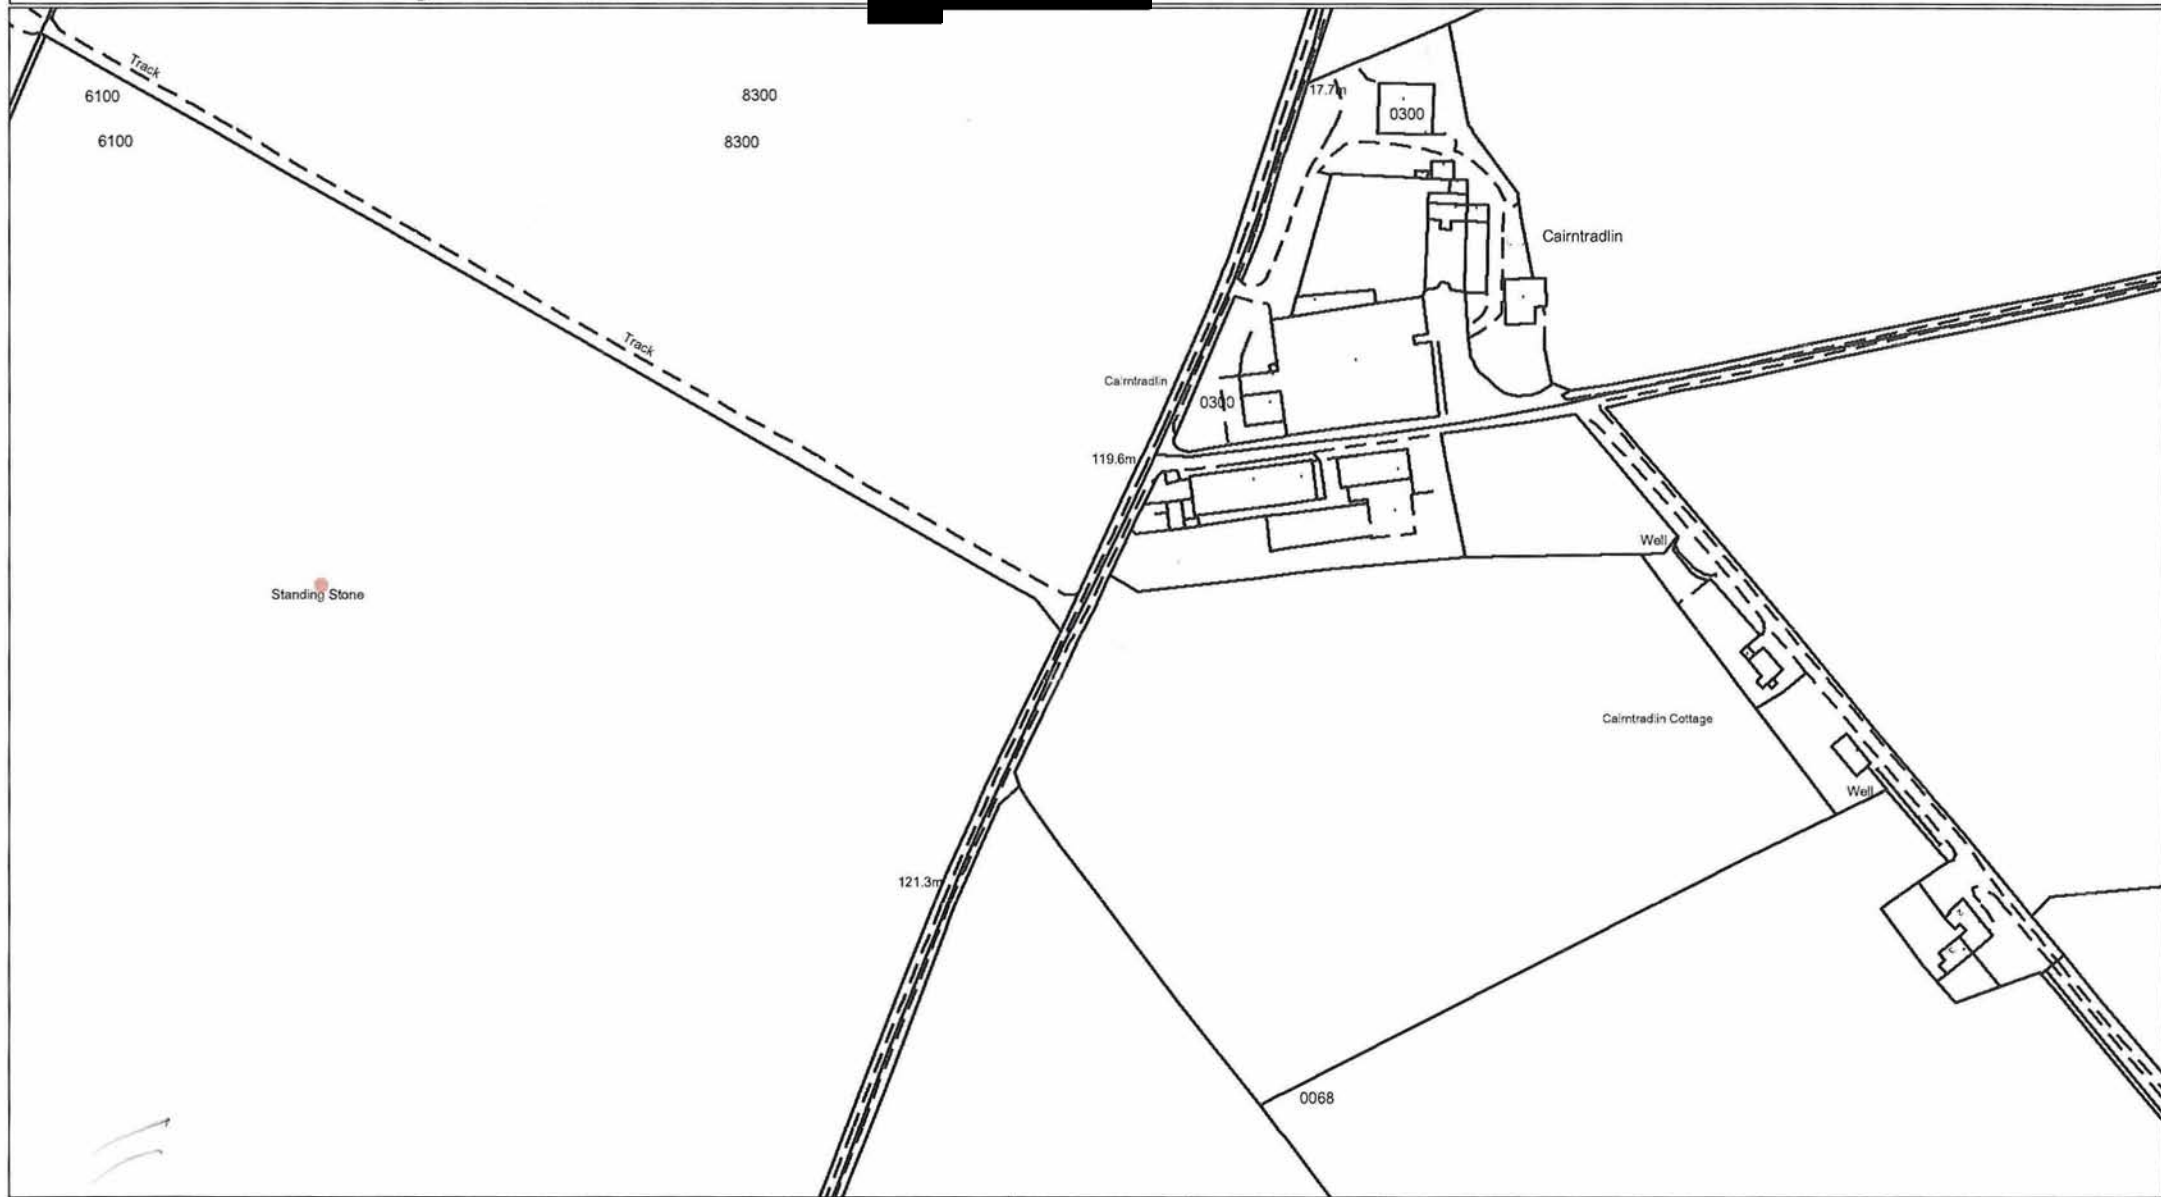 Track
6100
8300
17.7m
0300
6100
8300
Cairntradlin
Track
Cairntradlin
0300
119.6m
Well
Standing Stone
Cairntradlin Cottage
Well
121.3m
2
0068